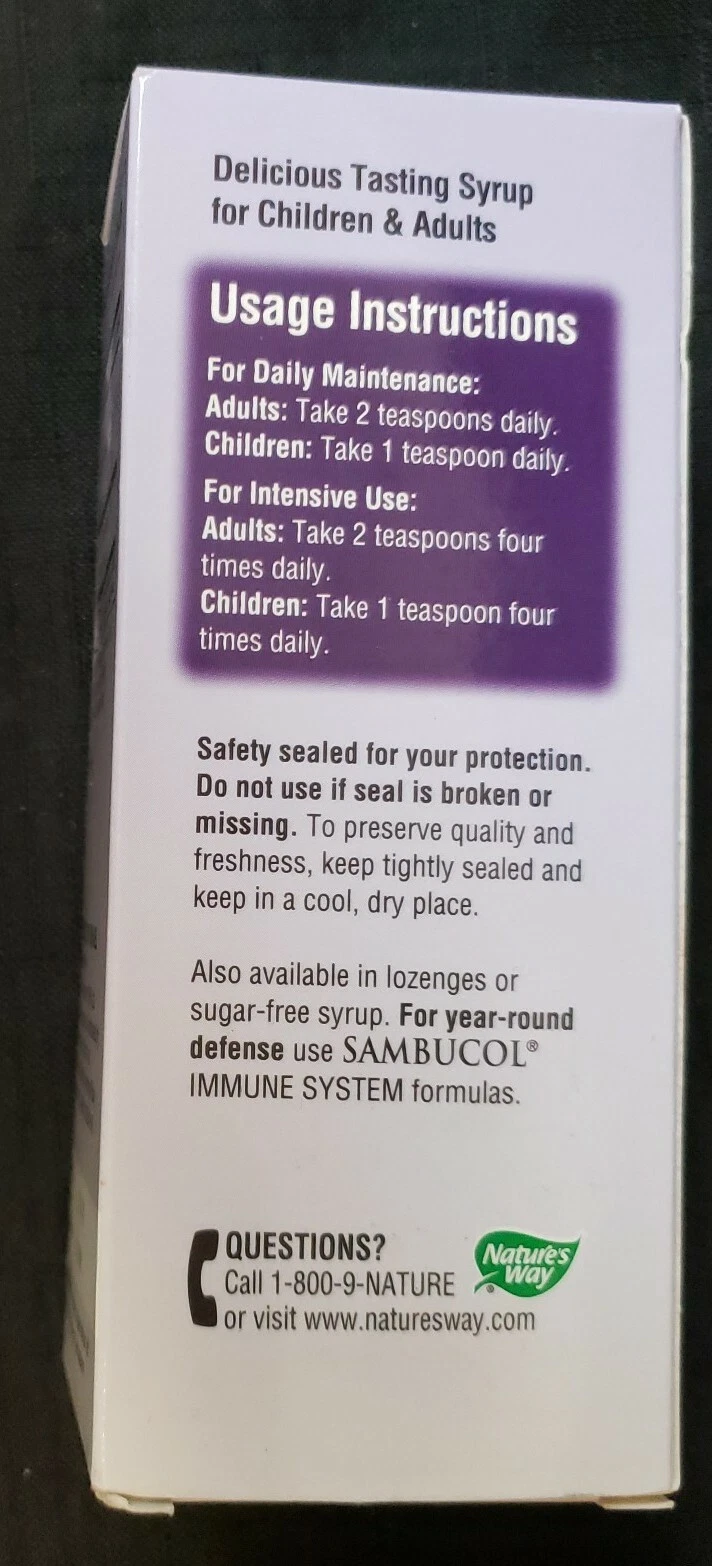 Delicious Tasting Syrup
for Children & Adults
Usage Instructions
For Daily Maintenance:
Adults: Take 2 teaspoons daily.
Children: Take 1 teaspoon daily.
For Intensive Use:
Adults: Take 2 teaspoons four
times daily.
Children: Take 1 teaspoon four
times daily.
Safety sealed for your protection.
Do not use if seal is broken or
missing. To preserve quality and
freshness, keep tightly sealed and
keep in a cool, dry place.
Also available in lozenges or
sugar-free syrup. For year-round
defense use SAMBUCOL®
IMMUNE SYSTEM formulas.
QUESTIONS?
Call 1-800-9-NATURE
or visit www.naturesway.com
Nature's
Way®